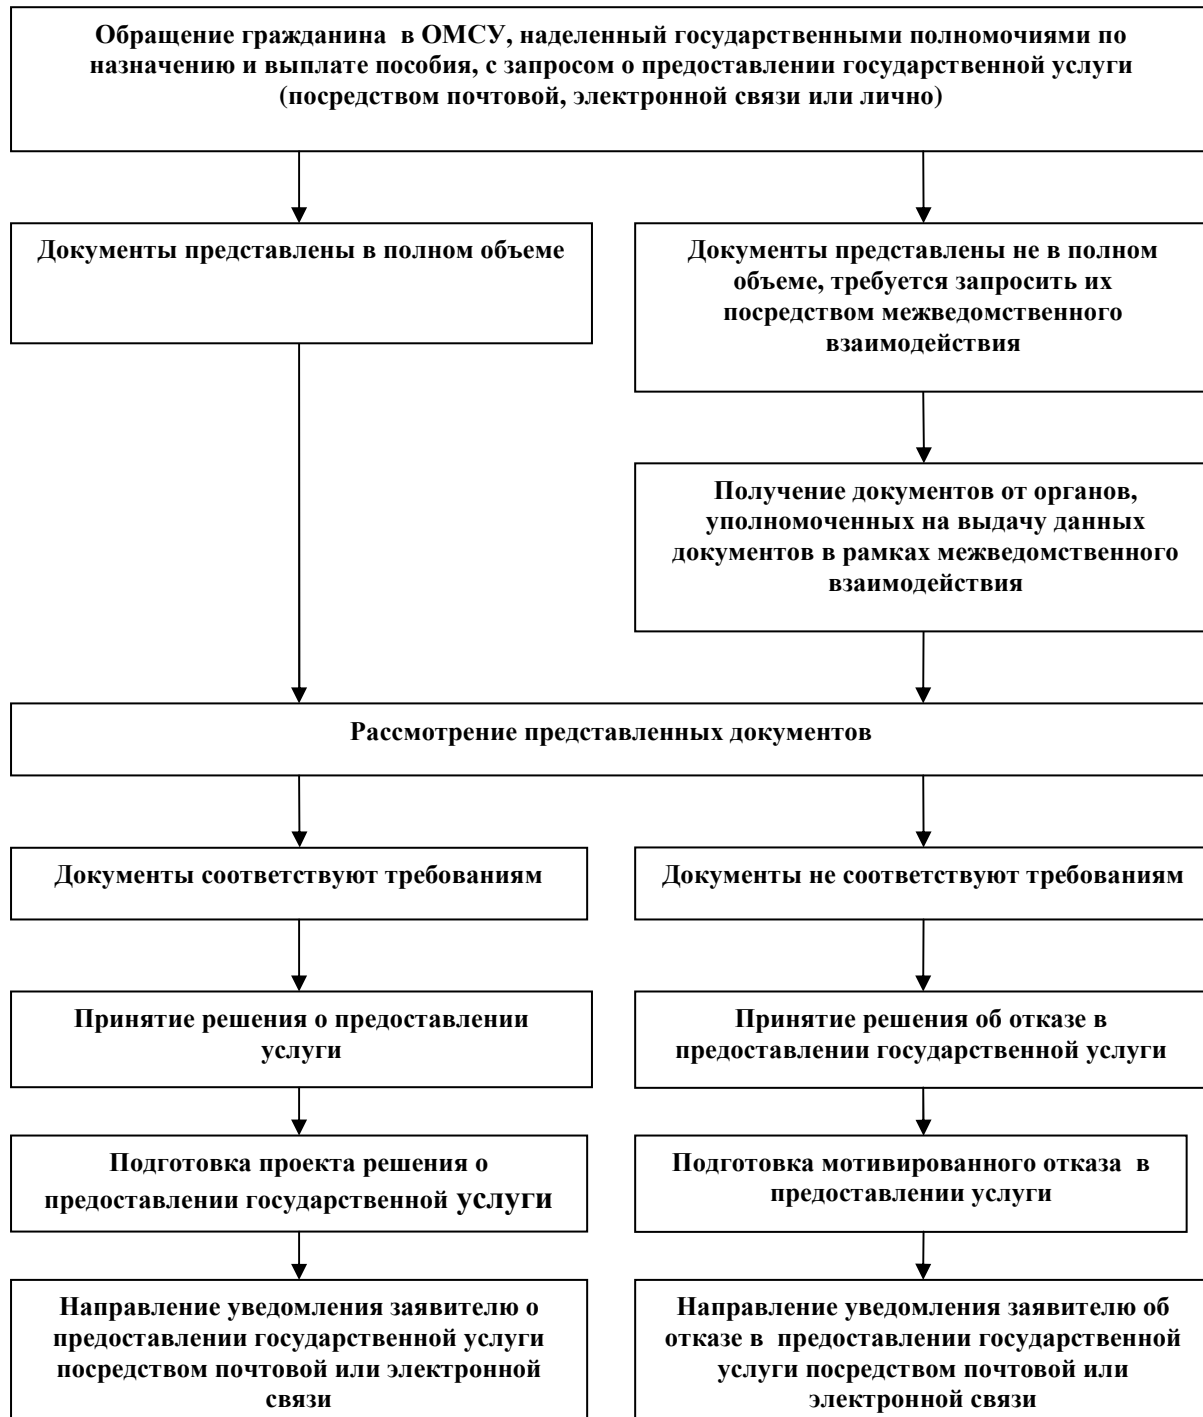 Обращение гражданина  в ОМСУ, наделенный государственными полномочиями по
назначению и выплате пособия, с запросом о предоставлении государственной услуги
(посредством почтовой, электронной связи или лично)
Документы представлены в полном объеме
Документы представлены не в полном
объеме, требуется запросить их
посредством межведомственного
взаимодействия
Получение документов от органов,
уполномоченных на выдачу данных
документов в рамках межведомственного
взаимодействия
Рассмотрение представленных документов
Документы соответствуют требованиям
Документы не соответствуют требованиям
Принятие решения о предоставлении
услуги
Принятие решения об отказе в
предоставлении государственной услуги
Подготовка проекта решения о
предоставлении государственной услуги
Подготовка мотивированного отказа  в
предоставлении услуги
Направление уведомления заявителю о
предоставлении государственной услуги
посредством почтовой или электронной
связи
Направление уведомления заявителю об
отказе в  предоставлении государственной
услуги посредством почтовой или
электронной связи